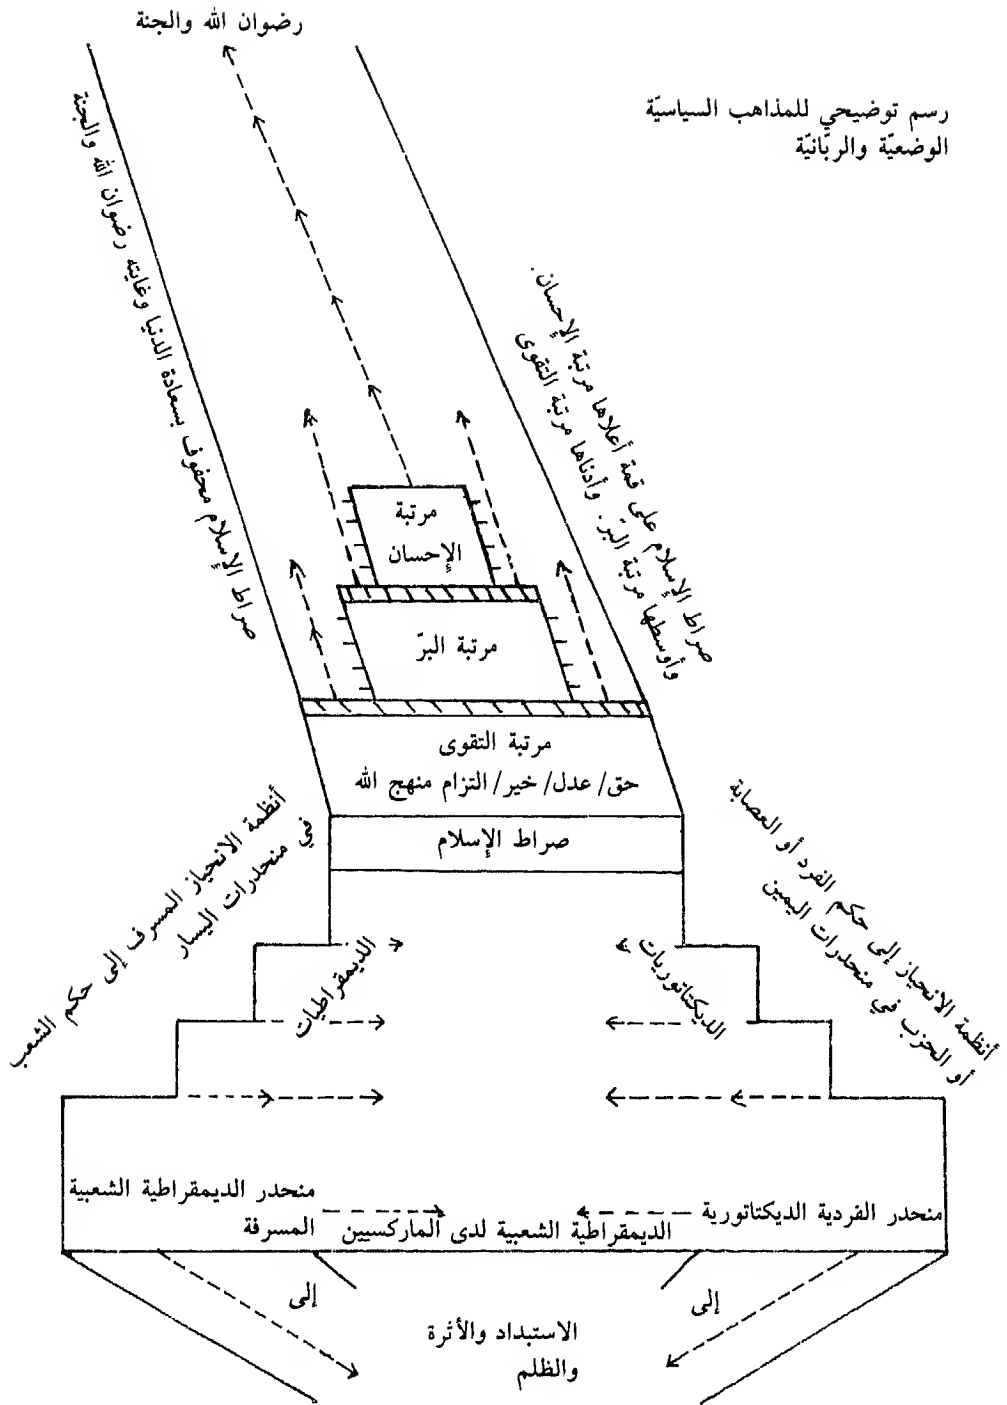 رضوان الله والجنة
رسم توضيحي للمذاهب السياسيّة
الوضعيّة والربّانيّة
صراط الإسلام محفوف بسعادة الدنيا وغايته رضوان الله والجنة
صراط الإسلام على قمة أعلاها مرتبة الإحسان.
وأوسطها مرتبة البرّ. وأدناها مرتبة التقوى
مرتبة
الإحسان
مرتبة البرّ
مرتبة التقوى
حق/ عدل/ خير/ التزام منهج الله
صراط الإسلام
أنظمة الانحياز إلى حكم الفرد أو العصابة
أو الحزب في منحدرات اليمين
أنظمة الانحياز المسرف إلى حكم الشعب
في منحدرات اليسار
الديكتاتوريات
الديمقراطيات
منحدر الفردية الديكتاتورية
منحدر الديمقراطية الشعبية
المسرفة
الديمقراطية الشعبية لدى الماركسيين
إلى
إلى
الاستبداد والأثرة
والظلم